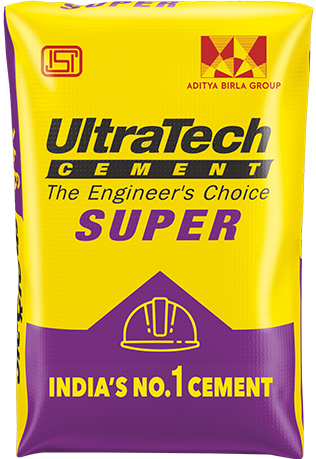 ISI
ADITYA BIRLA GROUP
UltraTech
CEMENT
The Engineer's Choice
SUPER
INDIA'S NO.1 CEMENT